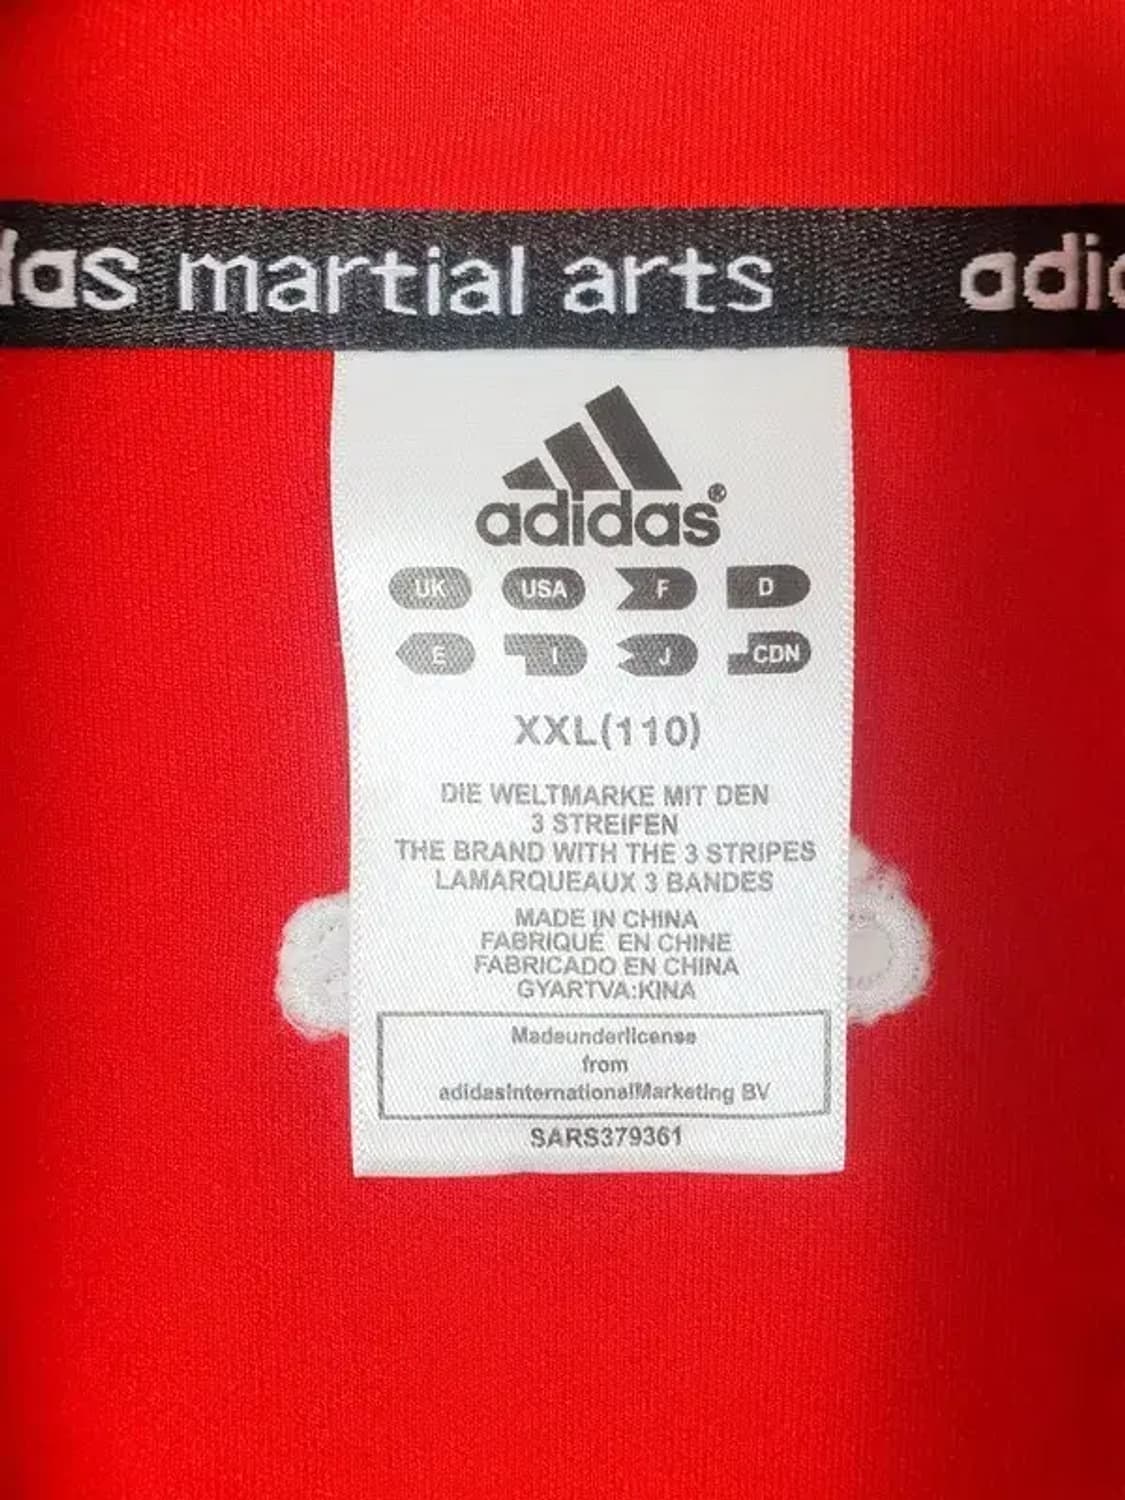 das martial arts adid
adidas®
UK USA F D
E I J CDN
XXL(110)
DIE WELTMARKE MIT DEN
3 STREIFEN
THE BRAND WITH THE 3 STRIPES
LAMARQUEAUX 3 BANDES
MADE IN CHINA
FABRIQUÉ EN CHINE
FABRICADO EN CHINA
GYARTVA:KINA
Madeunderlicense
from
adidasInternationalMarketing BV
SARS379361